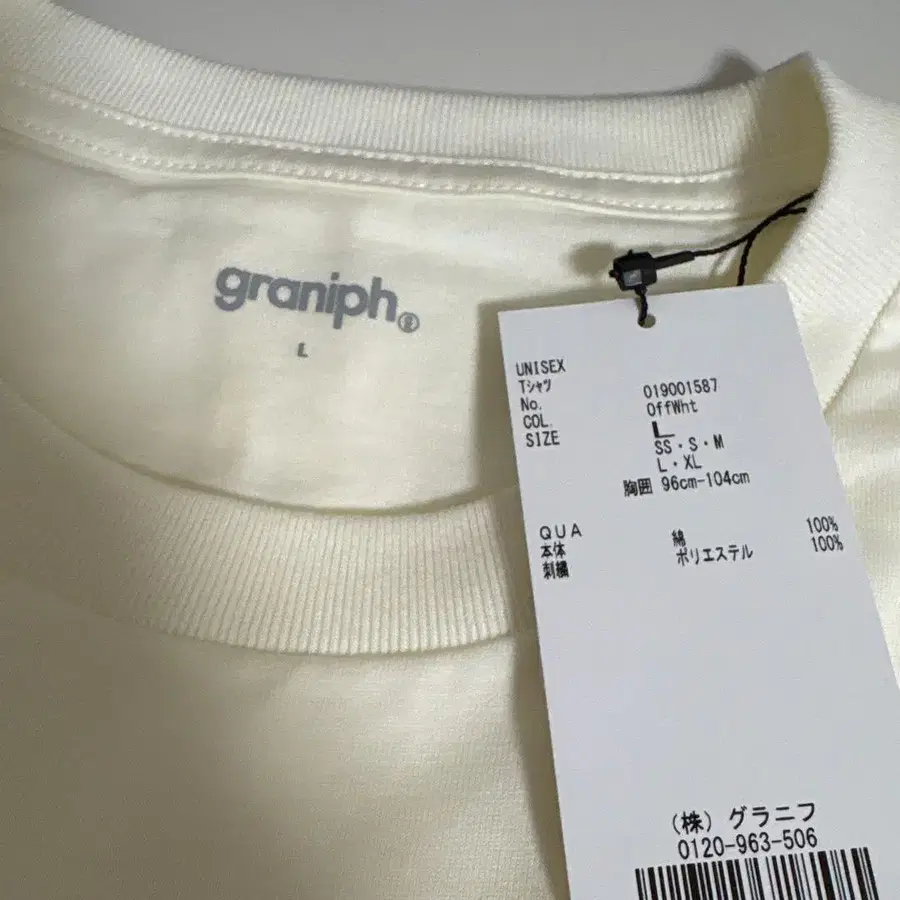 graniph®
L
UNISEX
Tシャツ
No. 019001587
COL. OffWht
SIZE L
SS・S・M
L・XL
胸囲 96cm-104cm
QUA
本体 綿 100%
刺繍 ポリエステル 100%
(株) グラニフ
0120-963-506